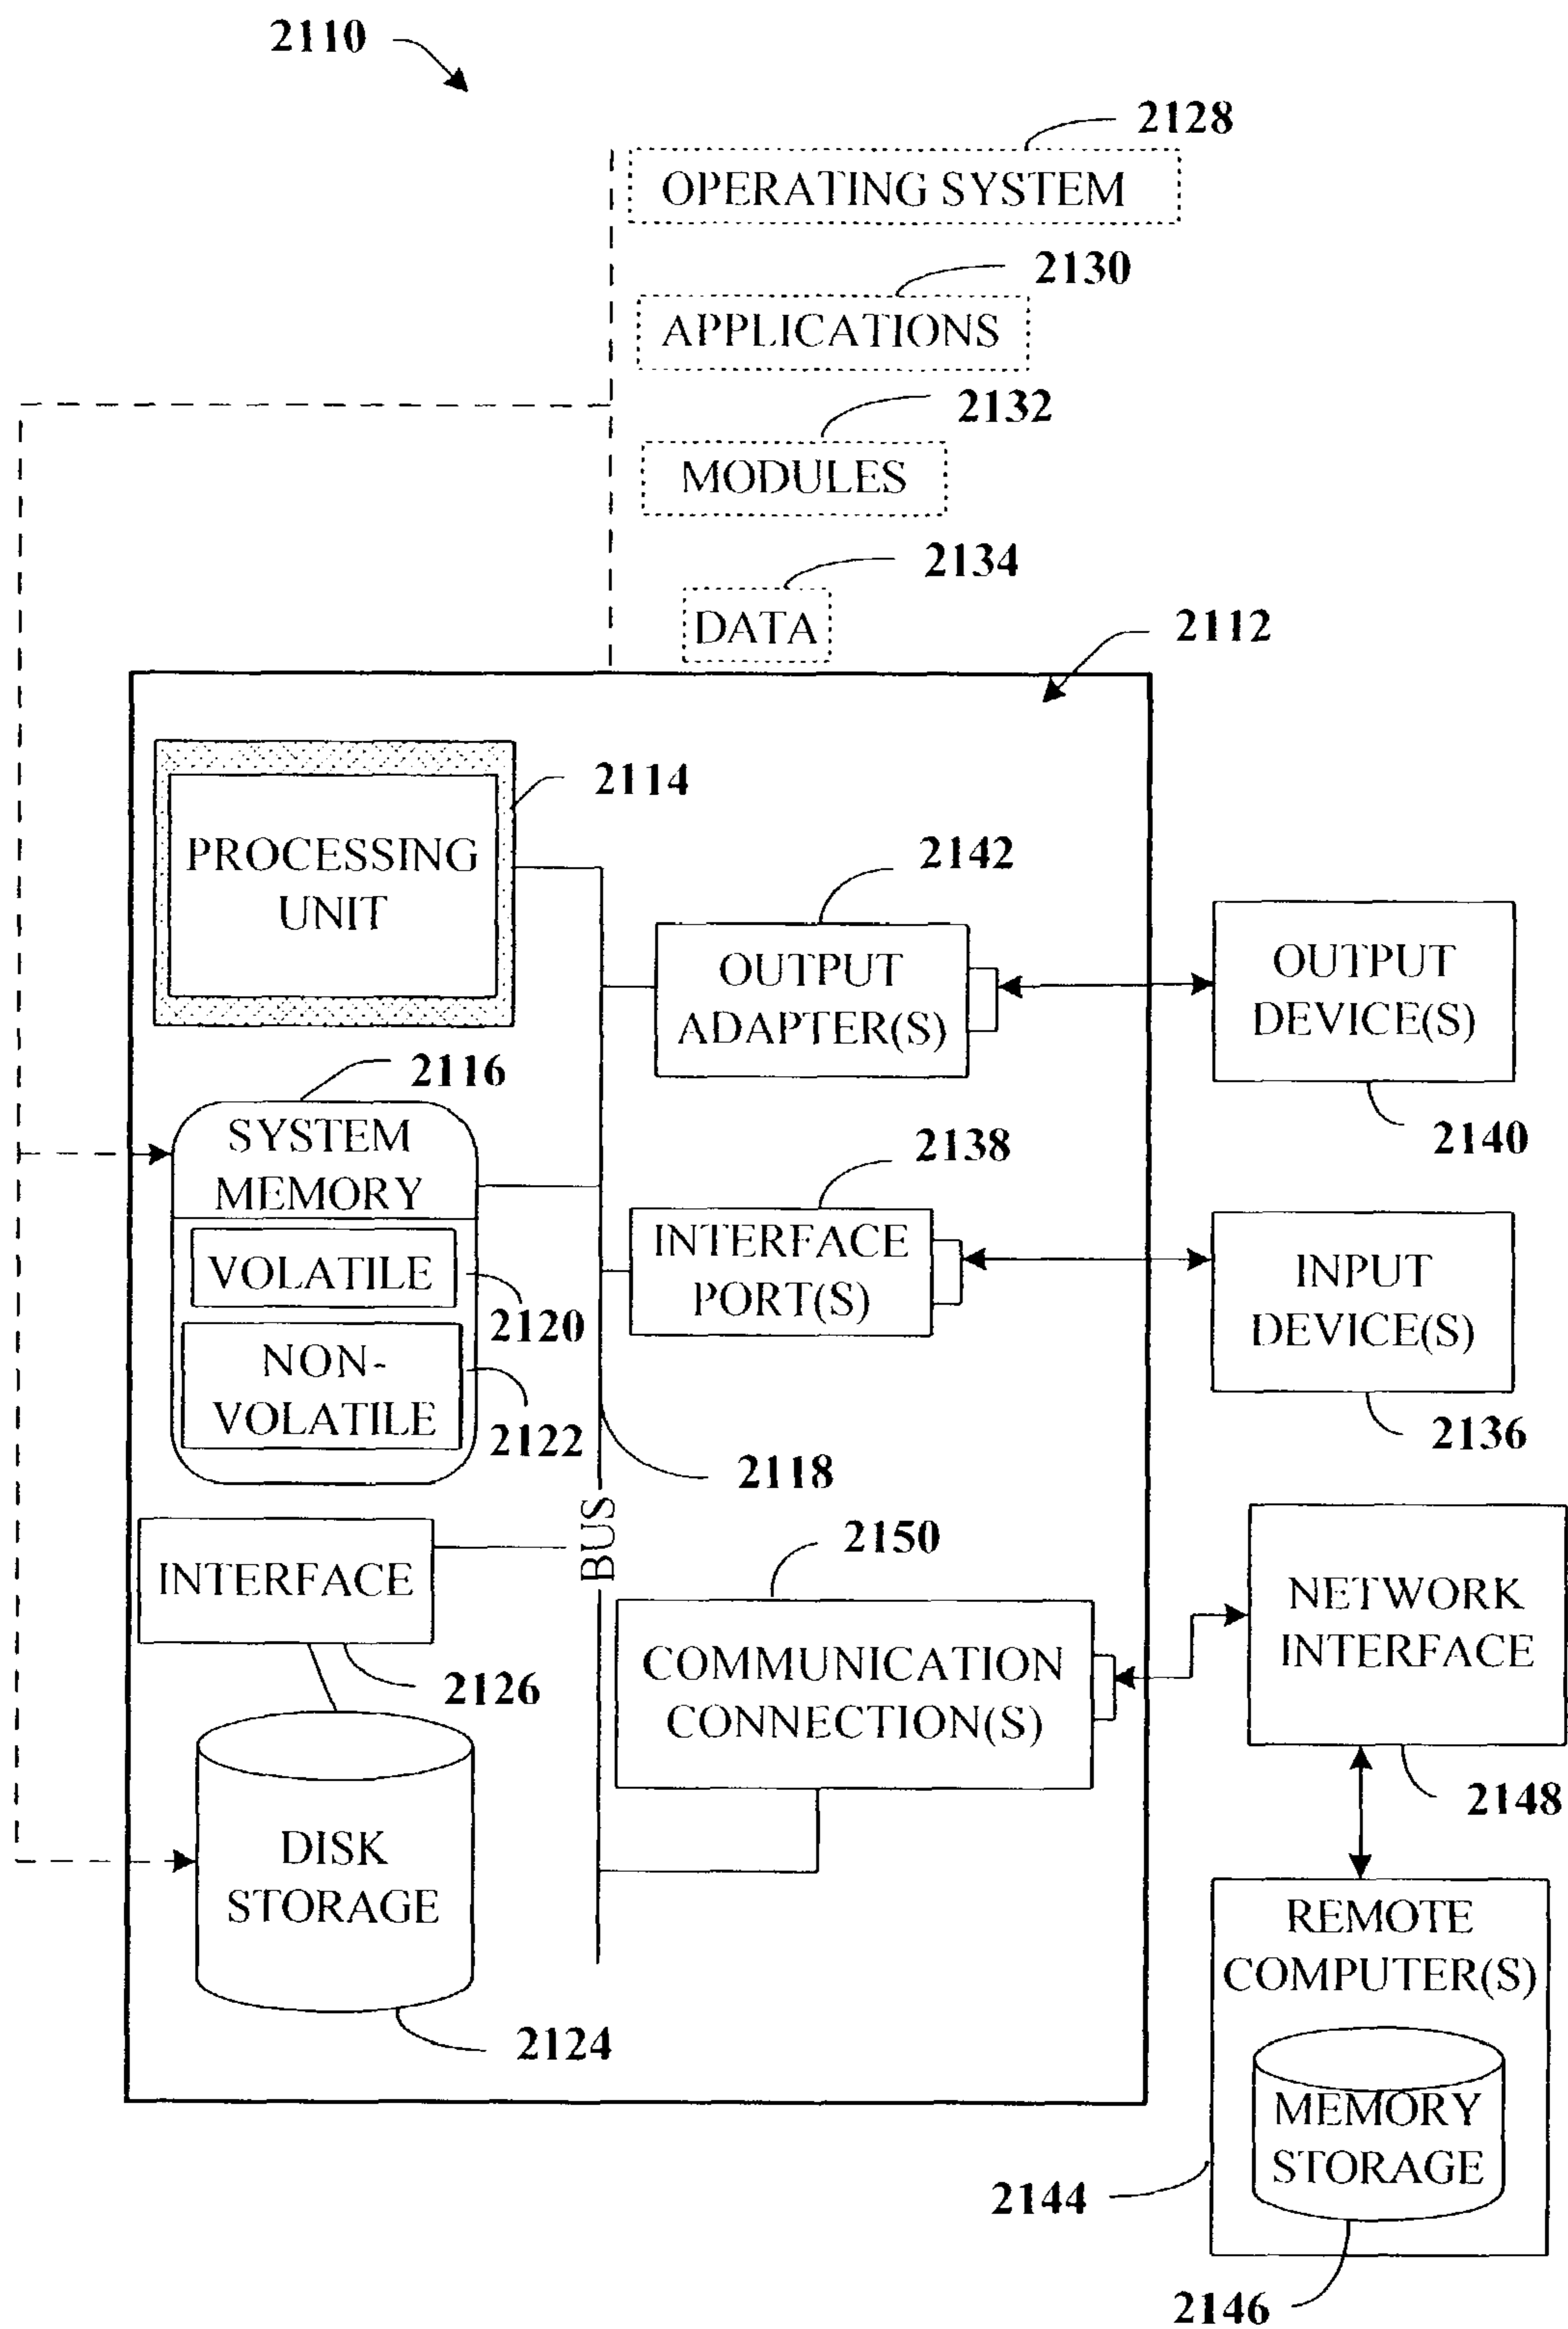 2110
2128
OPERATING SYSTEM
2130
APPLICATIONS
2132
MODULES
2134
DATA
2112
PROCESSING
UNIT
2114
2142
OUTPUT
ADAPTER(S)
OUTPUT
DEVICE(S)
2140
2116
SYSTEM
MEMORY
VOLATILE
2120
NON-
VOLATILE
2122
2138
INTERFACE
PORT(S)
INPUT
DEVICE(S)
2136
2118
BUS
INTERFACE
2126
2150
COMMUNICATION
CONNECTION(S)
NETWORK
INTERFACE
2148
DISK
STORAGE
2124
REMOTE
COMPUTER(S)
MEMORY
STORAGE
2144
2146